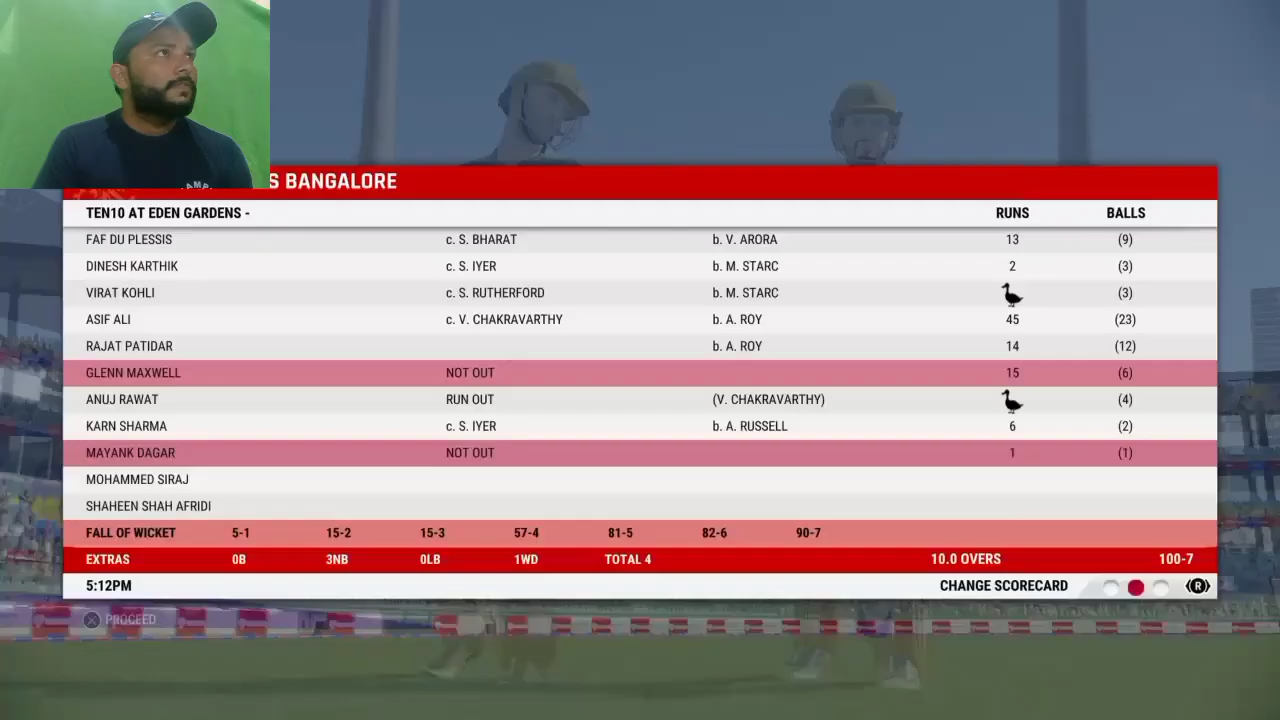 S BANGALORE
TEN10 AT EDEN GARDENS - RUNS BALLS
FAF DU PLESSIS c. S. BHARAT b. V. ARORA 13 (9)
DINESH KARTHIK c. S. IYER b. M. STARC 2 (3)
VIRAT KOHLI c. S. RUTHERFORD b. M. STARC (3)
ASIF ALI c. V. CHAKRAVARTHY b. A. ROY 45 (23)
RAJAT PATIDAR b. A. ROY 14 (12)
GLENN MAXWELL NOT OUT 15 (6)
ANUJ RAWAT RUN OUT (V. CHAKRAVARTHY) (4)
KARN SHARMA c. S. IYER b. A. RUSSELL 6 (2)
MAYANK DAGAR NOT OUT 1 (1)
MOHAMMED SIRAJ
SHAHEEN SHAH AFRIDI
FALL OF WICKET 5-1 15-2 15-3 57-4 81-5 82-6 90-7
EXTRAS 0B 3NB 0LB 1WD TOTAL 4 10.0 OVERS 100-7
5:12PM CHANGE SCORECARD R
PROCEED